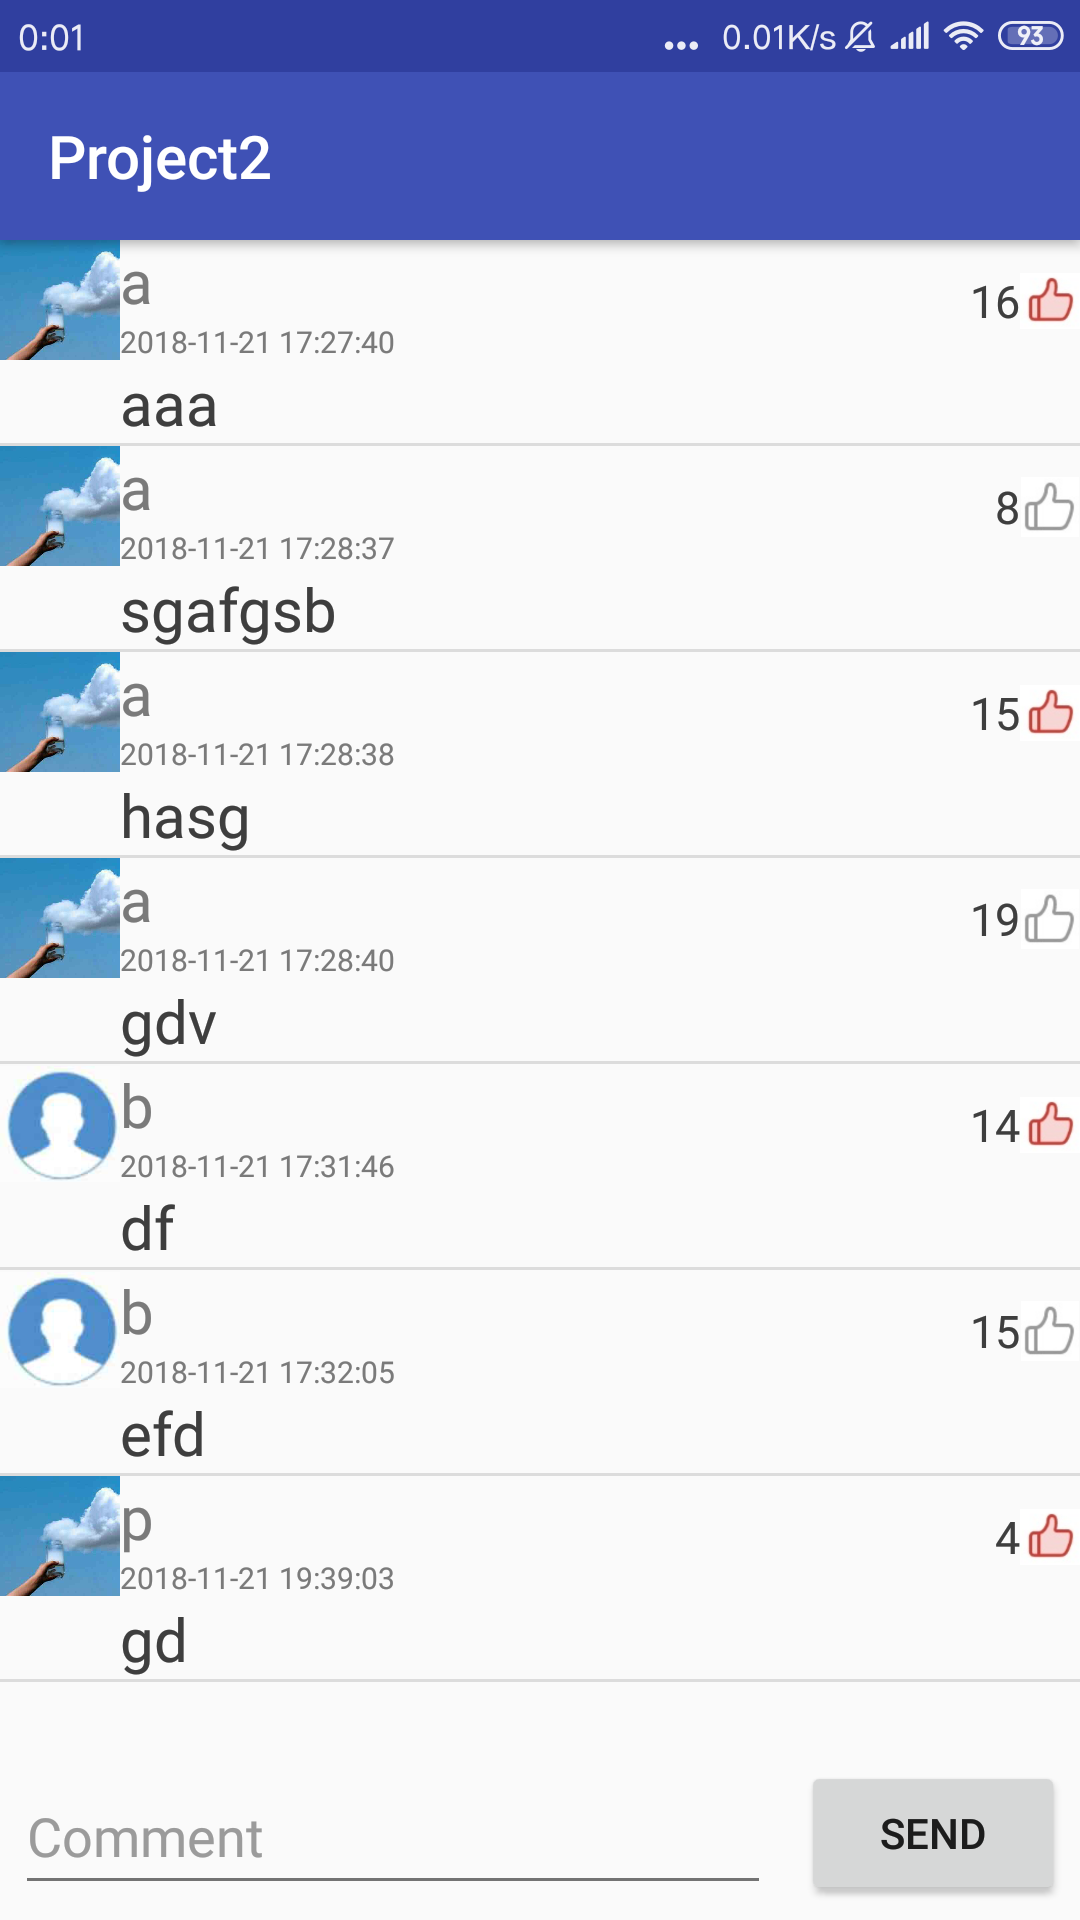 0:01 ... 0.01K/s 93
Project2
a
16
2018-11-21 17:27:40
aaa
a
8
2018-11-21 17:28:37
sgafgsb
a
15
2018-11-21 17:28:38
hasg
a
19
2018-11-21 17:28:40
gdv
b
14
2018-11-21 17:31:46
df
b
15
2018-11-21 17:32:05
efd
p
4
2018-11-21 19:39:03
gd
Comment
SEND